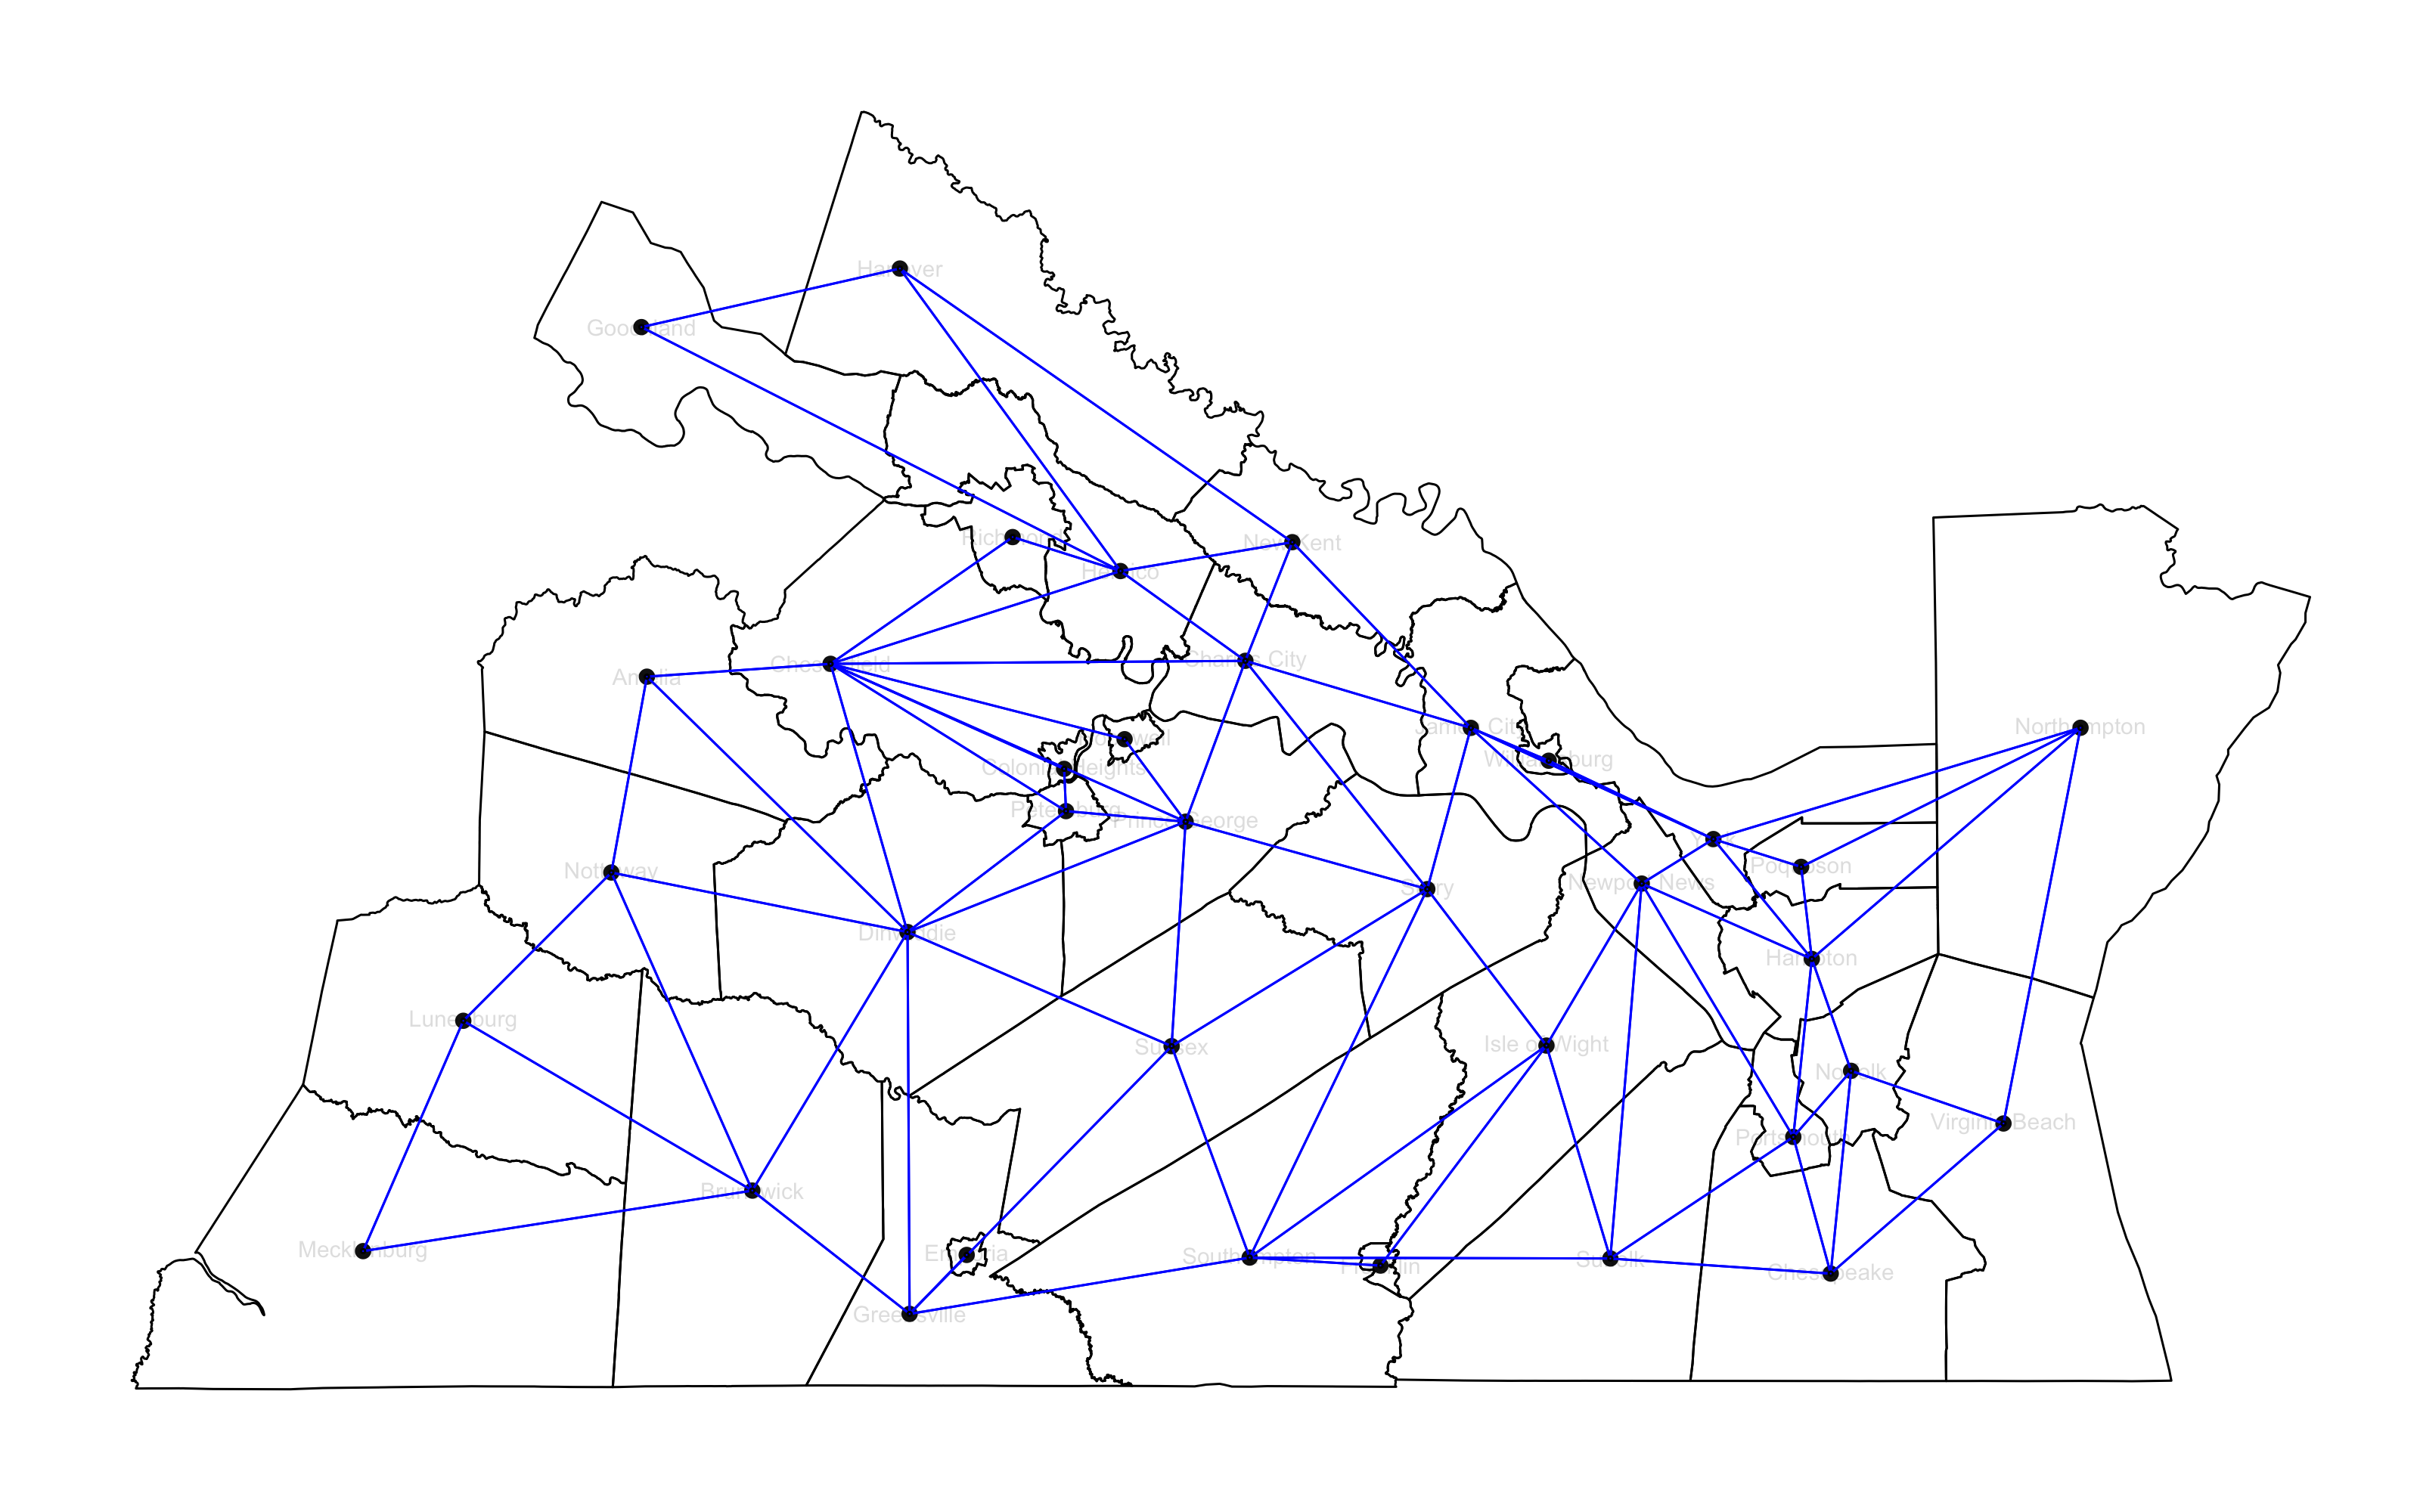 Hanover
Goochland
Richmond
New Kent
Henrico
Charles City
Chesterfield
Amelia
James City
Northampton
Hopewell
Williamsburg
Colonial Heights
Petersburg
Prince George
Poquoson
Nottoway
Newport News
Surry
Dinwiddie
Hampton
Lunenburg
Isle of Wight
Sussex
Norfolk
Virginia Beach
Portsmouth
Brunswick
Mecklenburg
Emporia
Southampton
Suffolk
Franklin
Chesapeake
Greensville